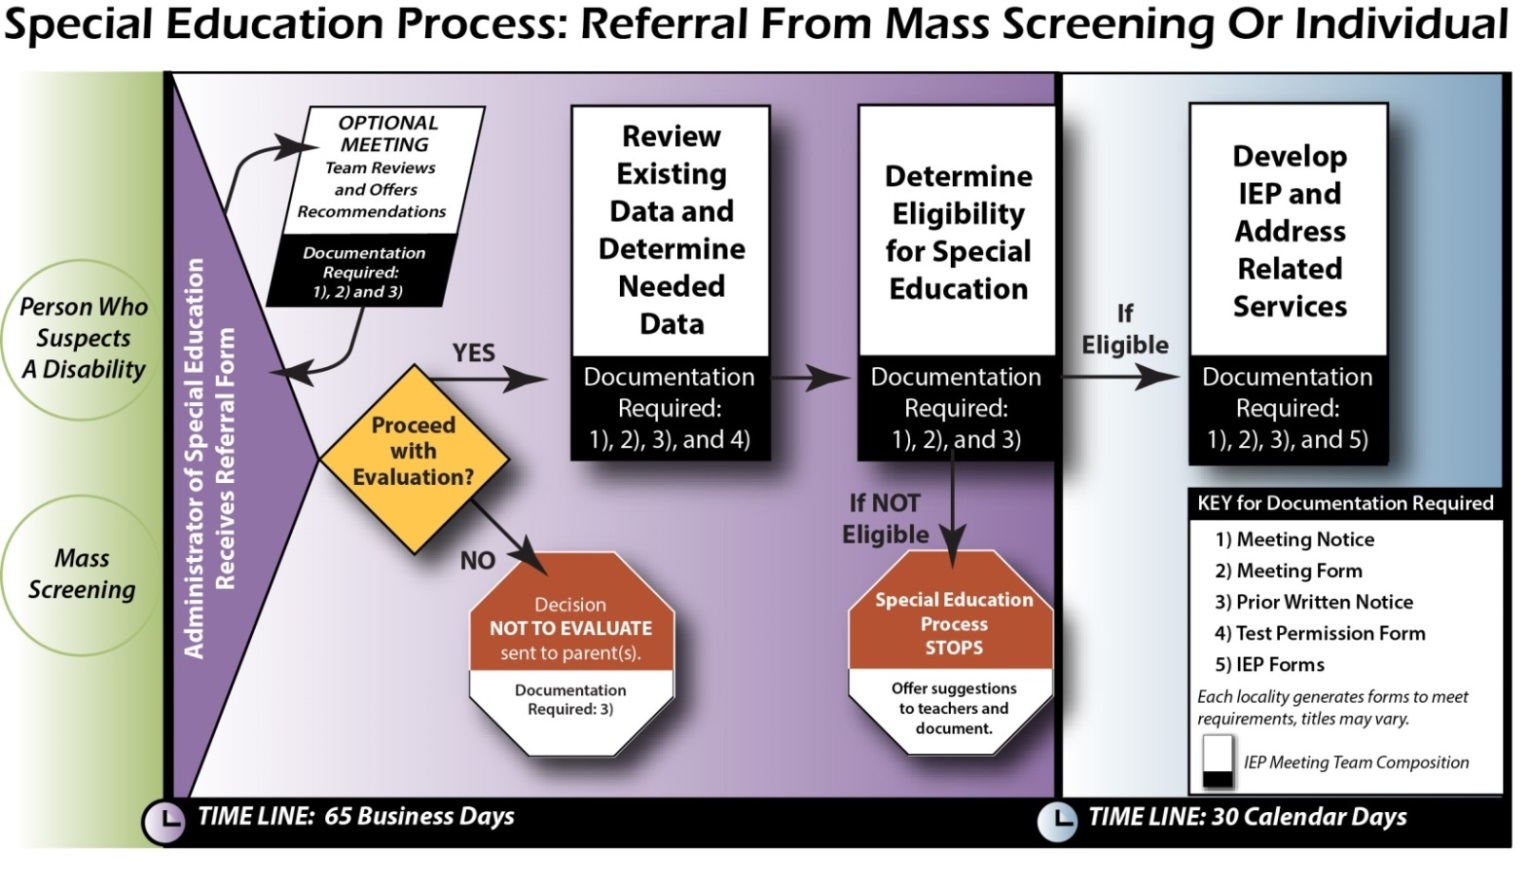 Special Education Process: Referral From Mass Screening Or Individual
Person Who
Suspects
A Disability
Mass
Screening
Administrator of Special Education
Receives Referral Form
OPTIONAL
MEETING
Team Reviews
and Offers
Recommendations
Documentation
Required:
1), 2) and 3)
Proceed
with
Evaluation?
YES
NO
Decision
NOT TO EVALUATE
sent to parent(s).
Documentation
Required: 3)
Review
Existing
Data and
Determine
Needed
Data
Documentation
Required:
1), 2), 3), and 4)
Determine
Eligibility
for Special
Education
Documentation
Required:
1), 2), and 3)
If NOT
Eligible
Special Education
Process
STOPS
Offer suggestions
to teachers and
document.
If
Eligible
Develop
IEP and
Address
Related
Services
Documentation
Required:
1), 2), 3), and 5)
KEY for Documentation Required
1) Meeting Notice
2) Meeting Form
3) Prior Written Notice
4) Test Permission Form
5) IEP Forms
Each locality generates forms to meet
requirements, titles may vary.
IEP Meeting Team Composition
TIME LINE: 65 Business Days
TIME LINE: 30 Calendar Days